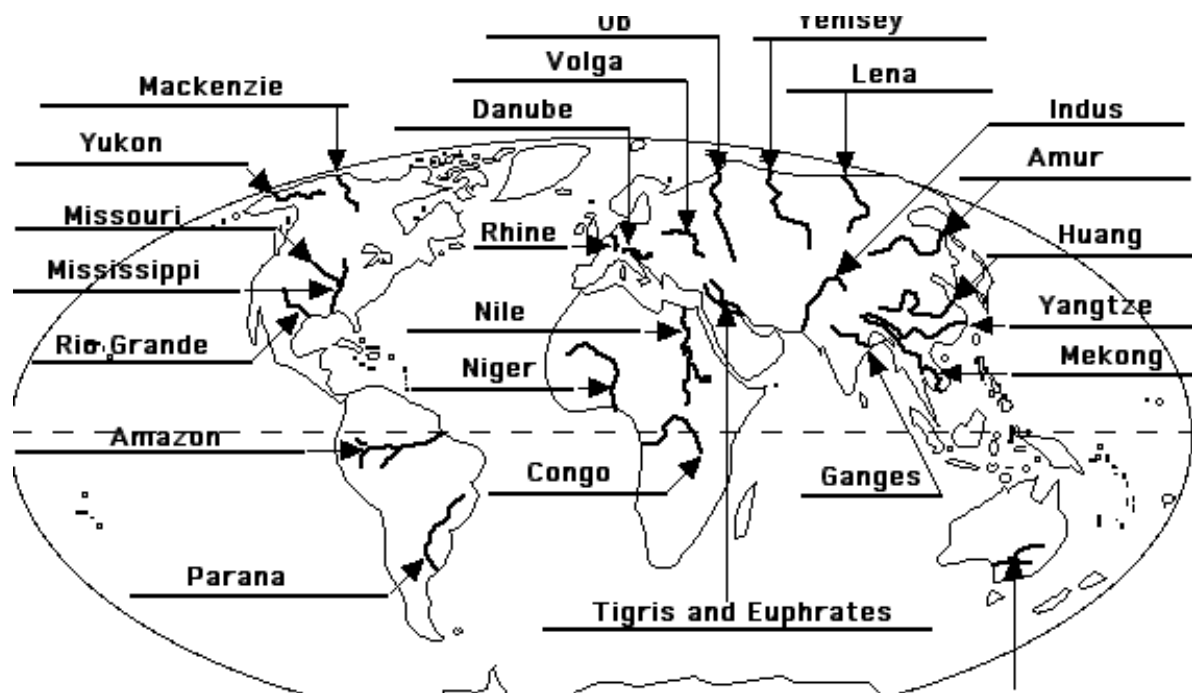 Ob
Yenisey
Volga
Lena
Mackenzie
Danube
Indus
Yukon
Amur
Missouri
Rhine
Huang
Mississippi
Nile
Yangtze
Rio Grande
Niger
Mekong
Amazon
Congo
Ganges
Parana
Tigris and Euphrates